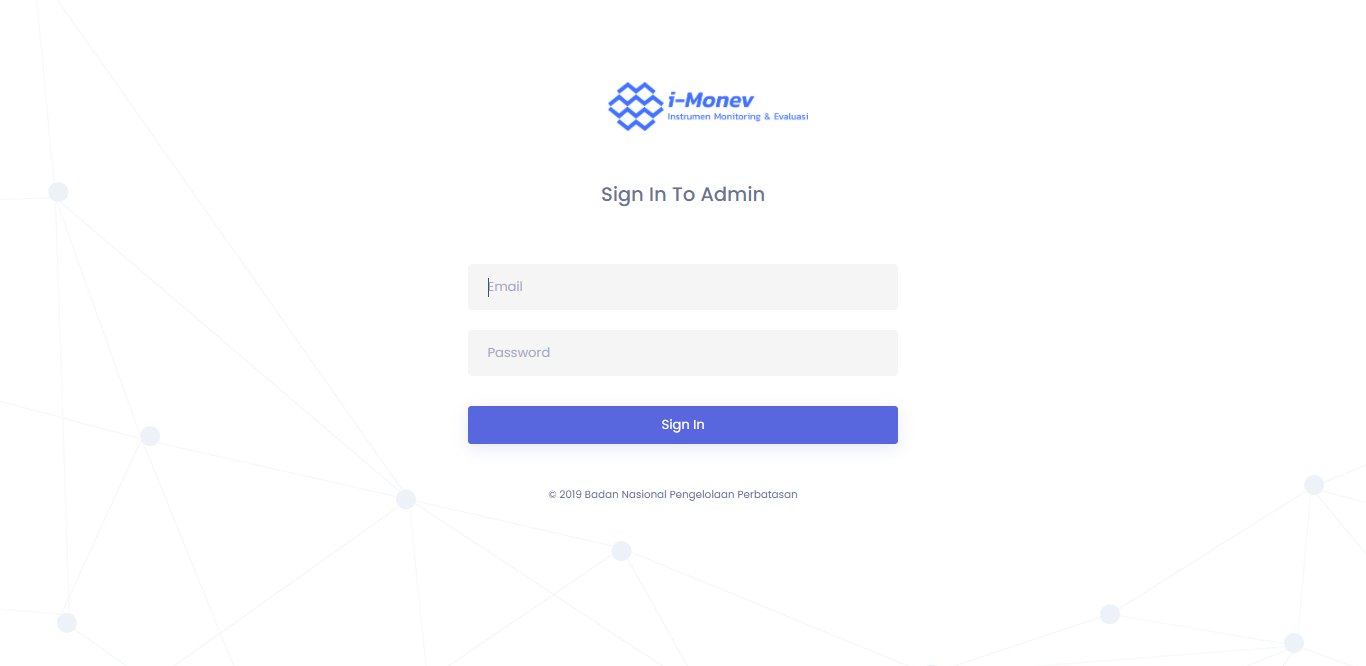 i-Monev
Instrumen Monitoring & Evaluasi
Sign In To Admin
Email
Password
Sign In
© 2019 Badan Nasional Pengelolaan Perbatasan